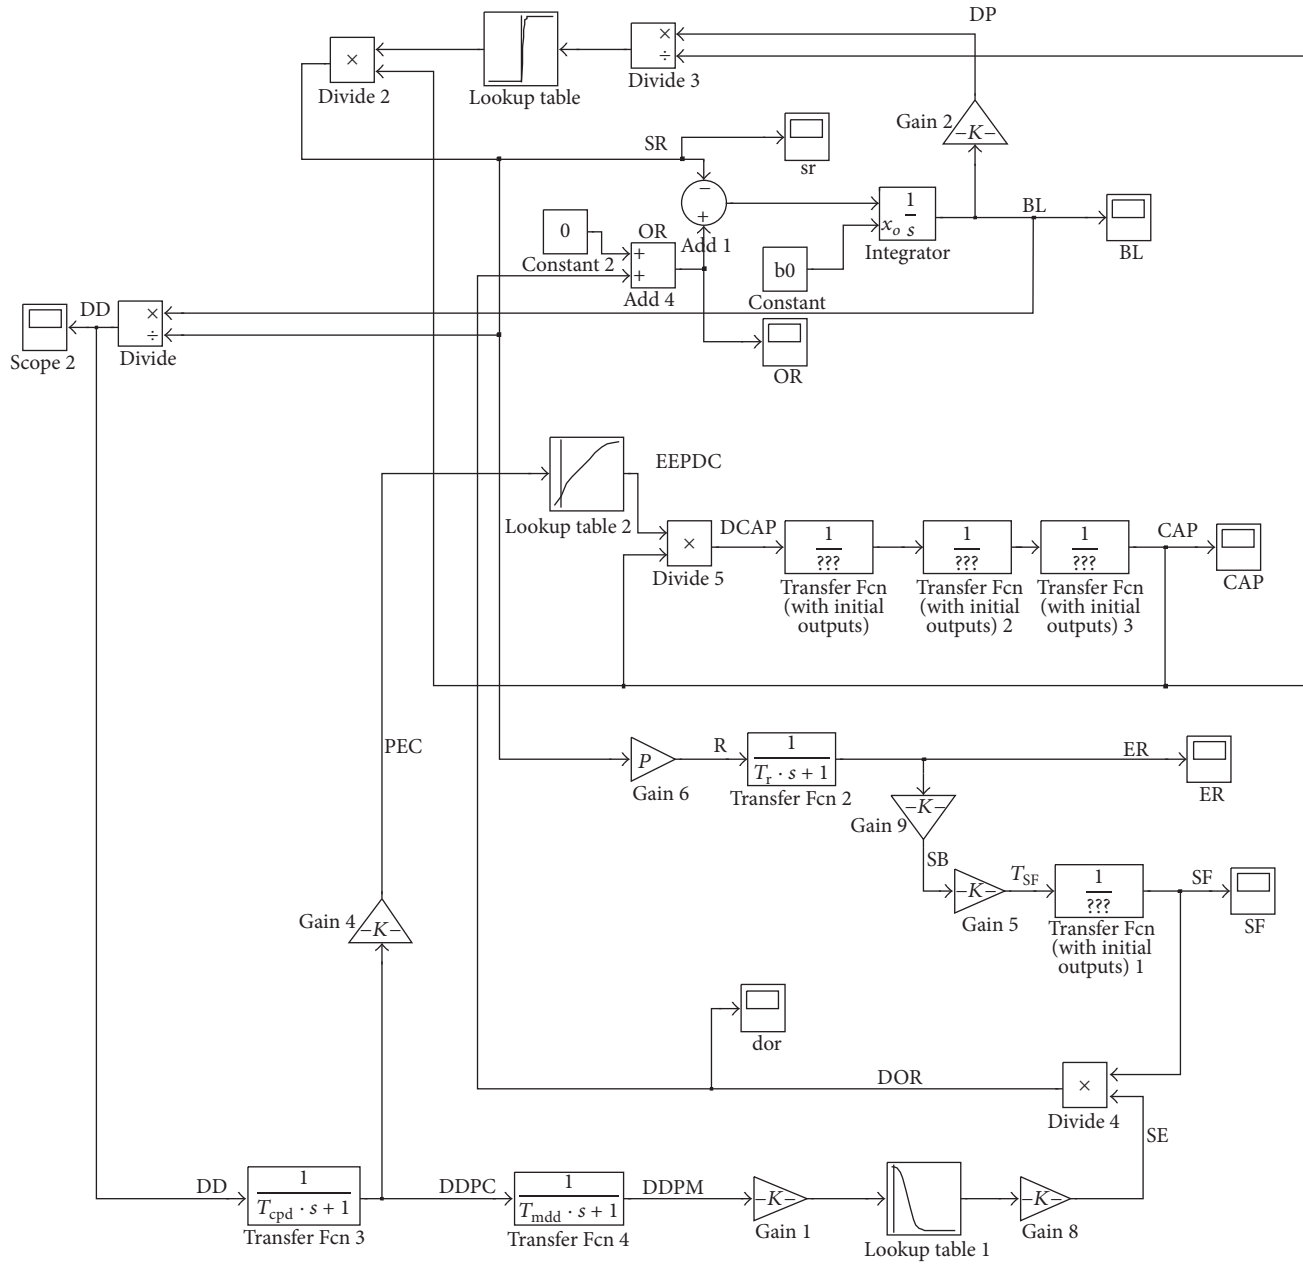 DP
×
÷
Divide 3
Lookup table
×
Divide 2
Gain 2
–K–
SR
sr
–
+
Add 1
0
Constant 2
OR
+
+
Add 4
b0
Constant
1
x₀ s
Integrator
BL
BL
DD
Scope 2
×
÷
Divide
OR
EEPDC
Lookup table 2
×
Divide 5
DCAP
1
???
Transfer Fcn
(with initial
outputs)
1
???
Transfer Fcn
(with initial
outputs) 2
1
???
Transfer Fcn
(with initial
outputs) 3
CAP
CAP
PEC
P
Gain 6
R
1
Tr · s + 1
Transfer Fcn 2
ER
ER
–K–
Gain 9
SB
–K–
Gain 5
TSF
1
???
Transfer Fcn
(with initial
outputs) 1
SF
SF
Gain 4
–K–
dor
DOR
×
Divide 4
SE
DD
1
Tcpd · s + 1
Transfer Fcn 3
DDPC
1
Tmdd · s + 1
Transfer Fcn 4
DDPM
–K–
Gain 1
Lookup table 1
–K–
Gain 8